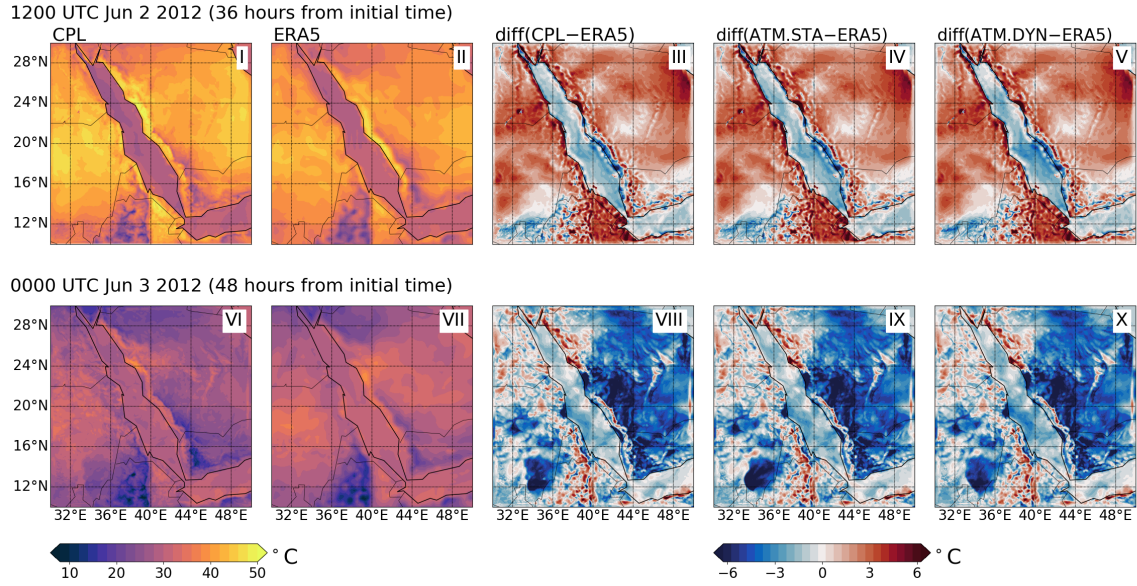 1200 UTC Jun 2 2012 (36 hours from initial time)
CPL ERA5 diff(CPL−ERA5) diff(ATM.STA−ERA5) diff(ATM.DYN−ERA5)
I II III IV V
28°N
24°N
20°N
16°N
12°N
0000 UTC Jun 3 2012 (48 hours from initial time)
VI VII VIII IX X
28°N
24°N
20°N
16°N
12°N
32°E 36°E 40°E 44°E 48°E 32°E 36°E 40°E 44°E 48°E 32°E 36°E 40°E 44°E 48°E 32°E 36°E 40°E 44°E 48°E 32°E 36°E 40°E 44°E 48°E
10 20 30 40 50 °C −6 −3 0 3 6 °C